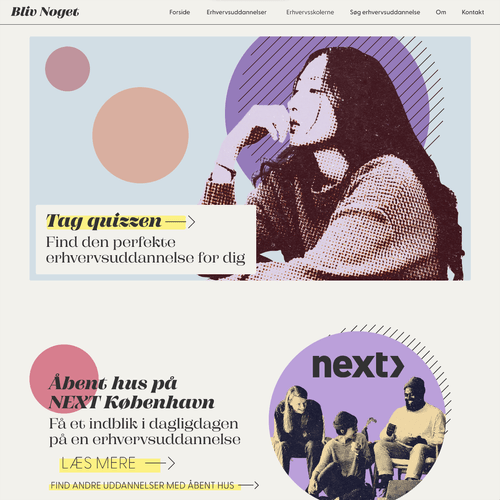 Bliv Noget
Forside Erhvervsuddannelser Erhvervsskolerne Søg erhvervsuddannelse Om Kontakt
Tag quizzen
Find den perfekte
erhvervsuddannelse for dig
next
Åbent hus på
NEXT København
Få et indblik i dagligdagen
på en erhvervsuddannelse
LÆS MERE
FIND ANDRE UDDANNELSER MED ÅBENT HUS